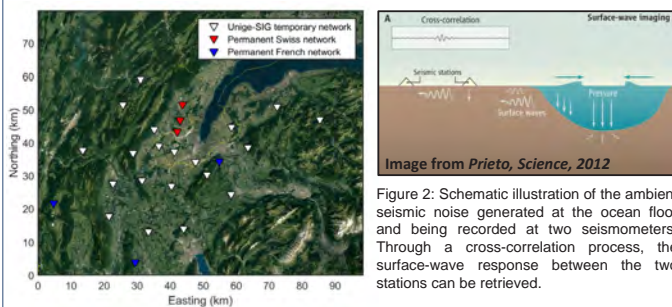 Unige-SIG temporary network
Permanent Swiss network
Permanent French network
Northing (km)
70
60
50
40
30
20
10
0
0 10 20 30 40 50 60 70 80 90
Easting (km)
A
Cross-correlation
Surface-wave imaging
Seismic stations
Surface waves
Pressure
Image from Prieto, Science, 2012
Figure 2: Schematic illustration of the ambien
seismic noise generated at the ocean floo
and being recorded at two seismometers
Through a cross-correlation process, the
surface-wave response between the two
stations can be retrieved.